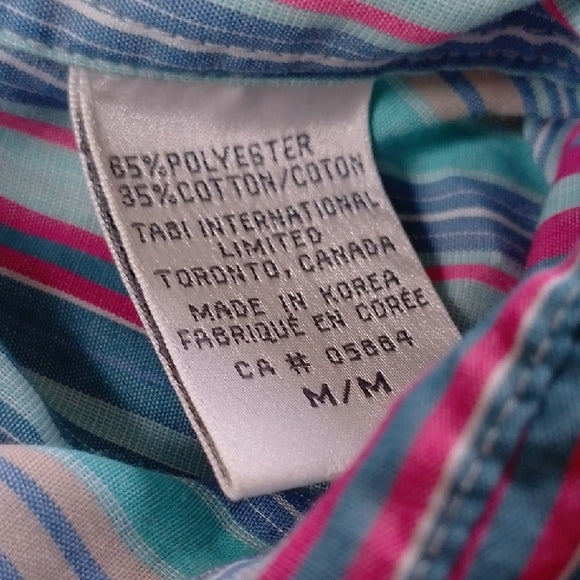 65%POLYESTER
35%COTTON/COTON
TABI INTERNATIONAL
LIMITED
TORONTO, CANADA
MADE IN KOREA
FABRIQUÉ EN CORÉE
CA # 05884
M/M